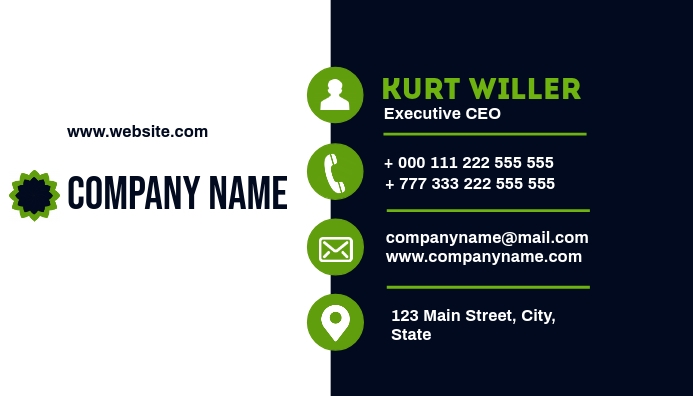 www.website.com
COMPANY NAME
KURT WILLER
Executive CEO
+ 000 111 222 555 555
+ 777 333 222 555 555
companyname@mail.com
www.companyname.com
123 Main Street, City,
State